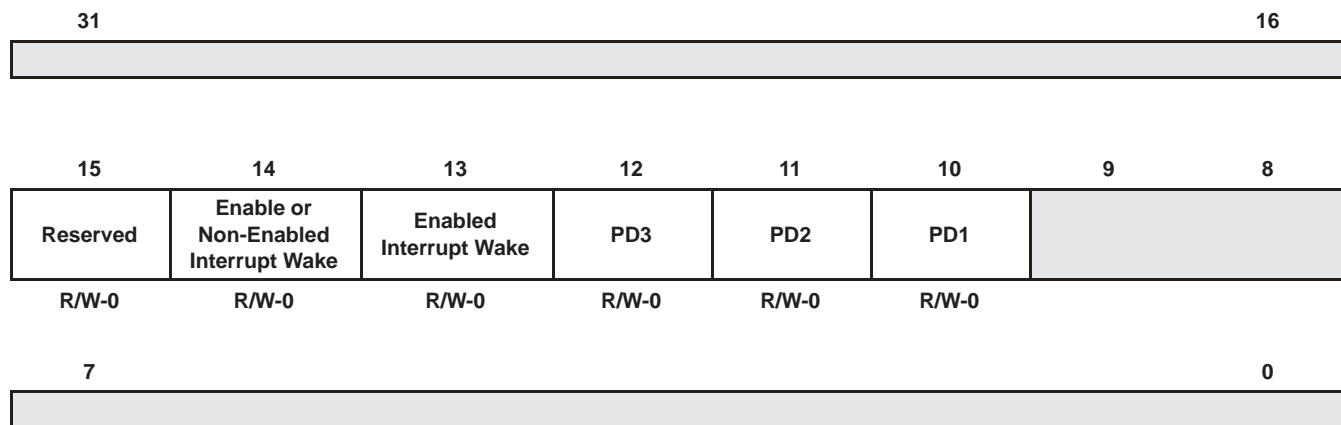 31 16
15 14 13 12 11 10 9 8
Reserved
Enable or
Non-Enabled
Interrupt Wake
Enabled
Interrupt Wake
PD3
PD2
PD1
R/W-0 R/W-0 R/W-0 R/W-0 R/W-0 R/W-0
7 0